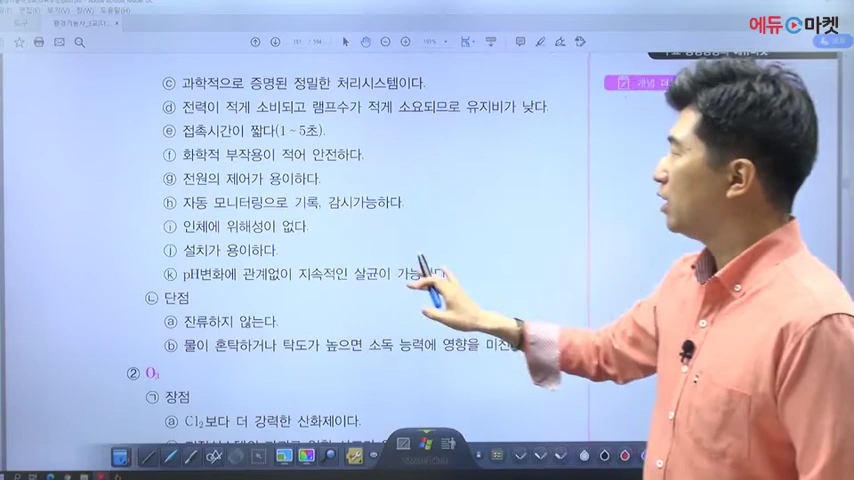 에듀마켓
181 / 594
ⓒ 과학적으로 증명된 정밀한 처리시스템이다.
ⓓ 전력이 적게 소비되고 램프수가 적게 소요되므로 유지비가 낮다.
ⓔ 접촉시간이 짧다(1~5초).
ⓕ 화학적 부작용이 적어 안전하다.
ⓖ 전원의 제어가 용이하다.
ⓗ 자동 모니터링으로 기록, 감시가능하다.
ⓘ 인체에 위해성이 없다.
ⓙ 설치가 용이하다.
ⓚ pH변화에 관계없이 지속적인 살균이 가능하다.
㉡ 단점
ⓐ 잔류하지 않는다.
ⓑ 물이 혼탁하거나 탁도가 높으면 소독 능력에 영향을 미친
② O₃
㉠ 장점
ⓐ Cl₂보다 더 강력한 산화제이다.
개념